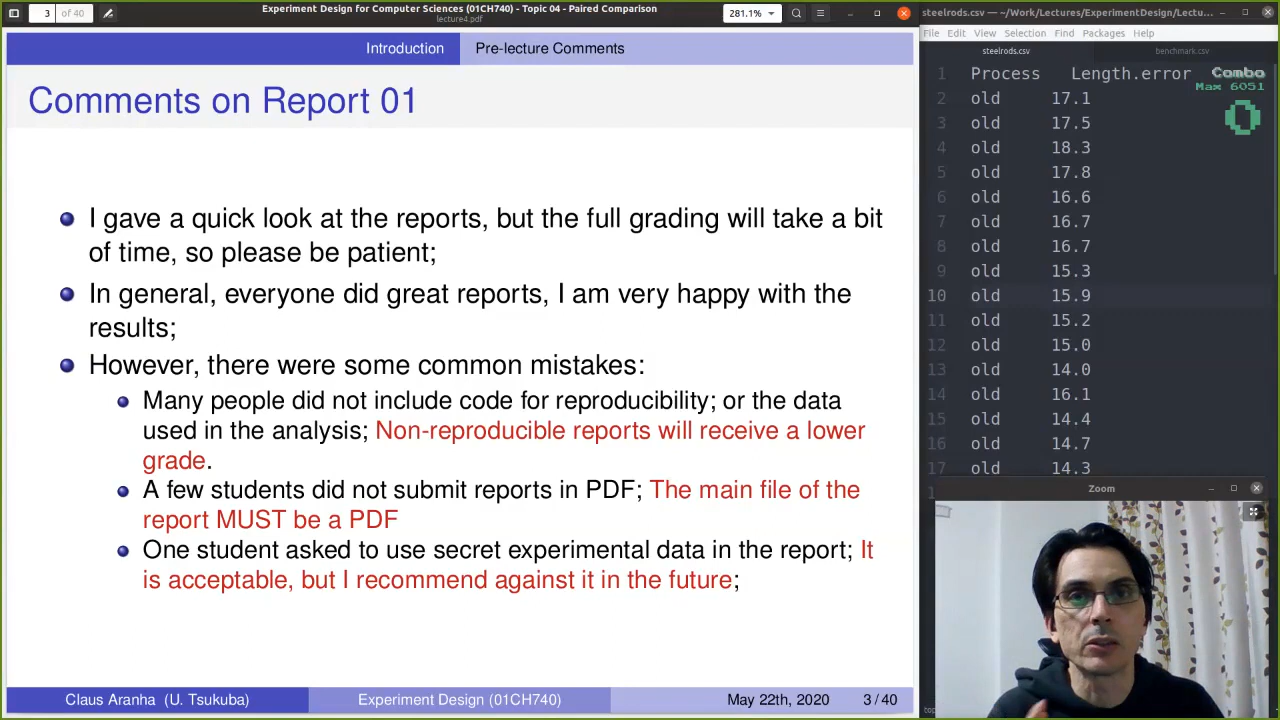 3 of 40
Experiment Design for Computer Sciences (01CH740) - Topic 04 - Paired Comparison
lecture4.pdf
281.1%
Introduction
Pre-lecture Comments
Comments on Report 01
I gave a quick look at the reports, but the full grading will take a bit
of time, so please be patient;
In general, everyone did great reports, I am very happy with the
results;
However, there were some common mistakes:
Many people did not include code for reproducibility; or the data
used in the analysis; Non-reproducible reports will receive a lower
grade.
A few students did not submit reports in PDF; The main file of the
report MUST be a PDF
One student asked to use secret experimental data in the report; It
is acceptable, but I recommend against it in the future;
Claus Aranha (U. Tsukuba)
Experiment Design (01CH740)
May 22th, 2020
3 / 40
steelrods.csv — ~/Work/Lectures/ExperimentDesign/Lectu...
File Edit View Selection Find Packages Help
steelrods.csv
benchmark.csv
1 Process Length.error
Combo
Max 6051
0
2 old 17.1
3 old 17.5
4 old 18.3
5 old 17.8
6 old 16.6
7 old 16.7
8 old 16.7
9 old 15.3
10 old 15.9
11 old 15.2
12 old 15.0
13 old 14.0
14 old 16.1
15 old 14.4
16 old 14.7
17 old 14.3
Zoom